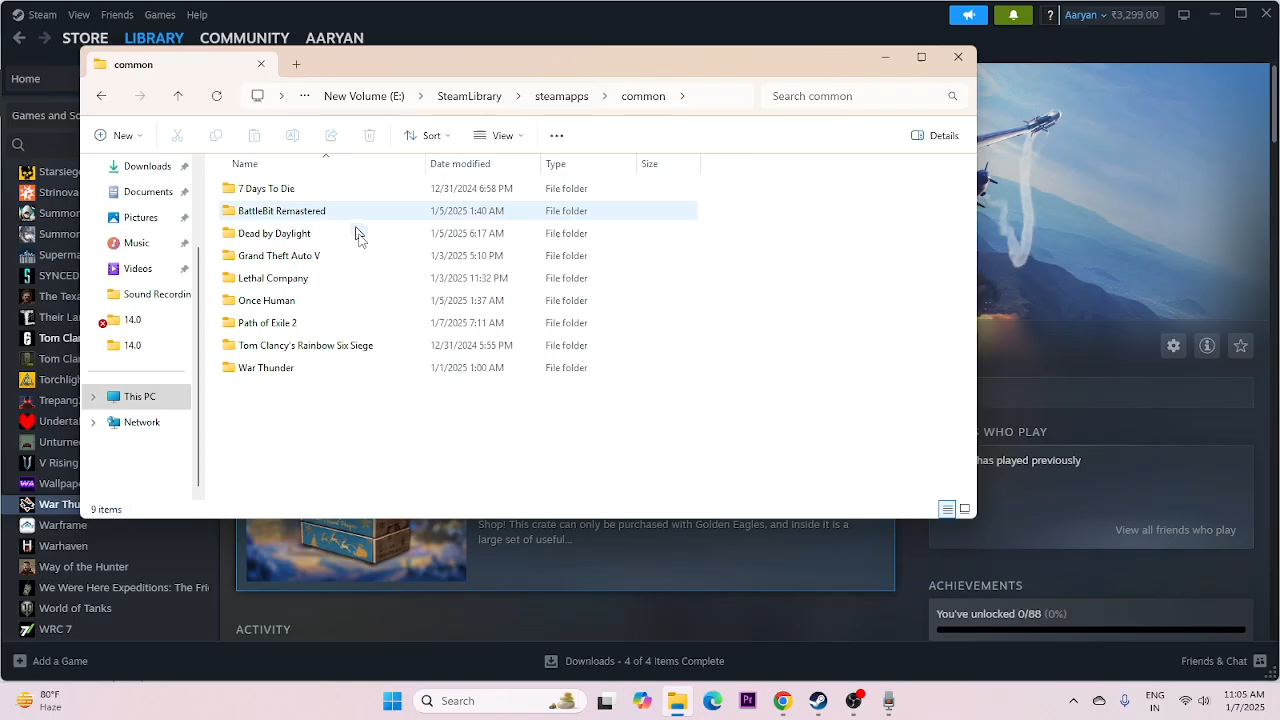 Steam View Friends Games Help
? Aaryan ₹3,299.00
STORE LIBRARY COMMUNITY AARYAN
Home
common
New Volume (E:) SteamLibrary steamapps common
Search common
Games and So
New Sort View Details
Name Date modified Type Size
Downloads
Documents
Pictures
Music
Videos
Sound Recordin
14.0
14.0
This PC
Network
7 Days To Die 12/31/2024 6:58 PM File folder
BattleBit Remastered 1/5/2025 1:40 AM File folder
Dead by Daylight 1/5/2025 6:17 AM File folder
Grand Theft Auto V 1/3/2025 5:10 PM File folder
Lethal Company 1/3/2025 11:32 PM File folder
Once Human 1/5/2025 1:37 AM File folder
Path of Exile 2 1/7/2025 7:11 AM File folder
Tom Clancy's Rainbow Six Siege 12/31/2024 5:55 PM File folder
War Thunder 1/1/2025 1:00 AM File folder
9 items
Starsieg
Strinova
Summon
Summon
Supermo
SYNCED
The Texa
Their Lan
Tom Clan
Tom Clan
Torchligh
Trepang2
Underta
Unturne
V Rising
Wallpape
War Thu
Warframe
Warhaven
Way of the Hunter
We Were Here Expeditions: The Frie
World of Tanks
WRC 7
S WHO PLAY
has played previously
View all friends who play
Shop! This crate can only be purchased with Golden Eagles, and inside it is a
large set of useful...
ACHIEVEMENTS
You've unlocked 0/88 (0%)
ACTIVITY
Add a Game
Downloads - 4 of 4 Items Complete
Friends & Chat
80°F
Haze
Search
Pr
ENG
IN
11:05 AM
1/7/2025